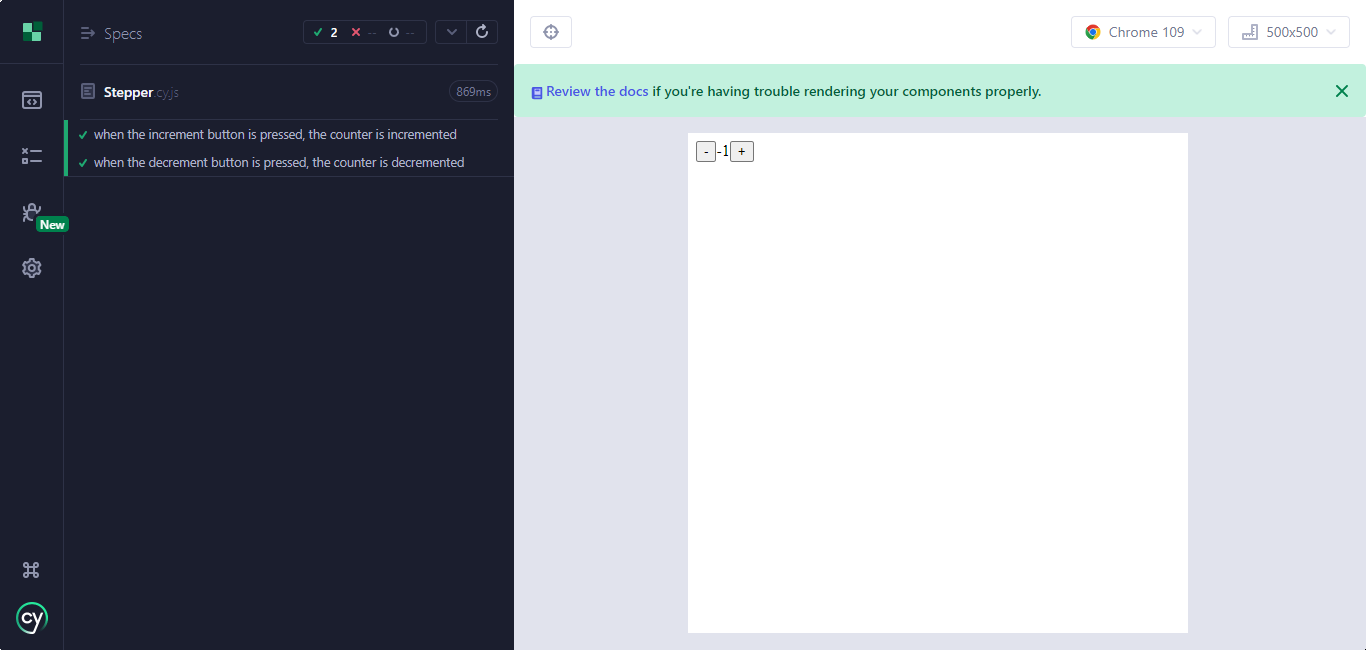 Specs
2 -- --
Stepper.cy.js
869ms
when the increment button is pressed, the counter is incremented
when the decrement button is pressed, the counter is decremented
New
cy
Chrome 109
500x500
Review the docs if you're having trouble rendering your components properly.
- -1 +